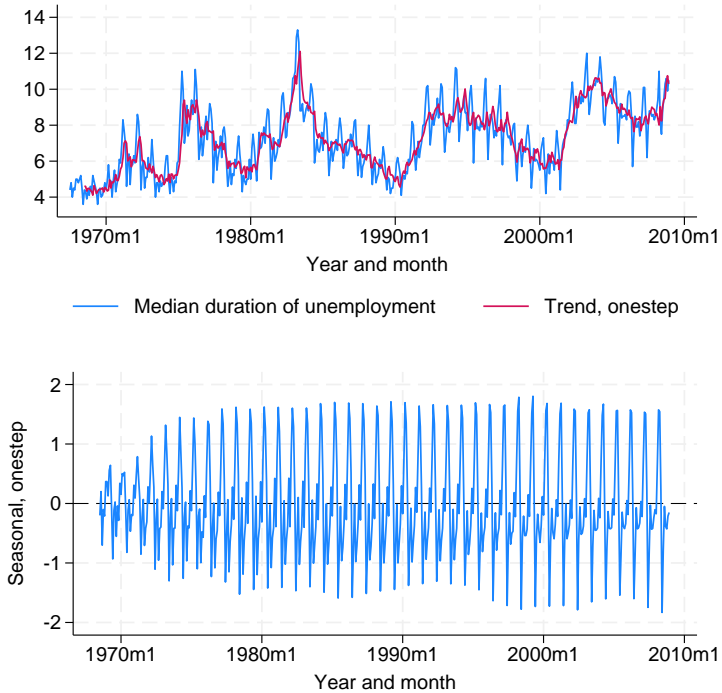 14
12
10
8
6
4
1970m1 1980m1 1990m1 2000m1 2010m1
Year and month
Median duration of unemployment Trend, onestep
2
1
0
-1
-2
Seasonal, onestep
1970m1 1980m1 1990m1 2000m1 2010m1
Year and month